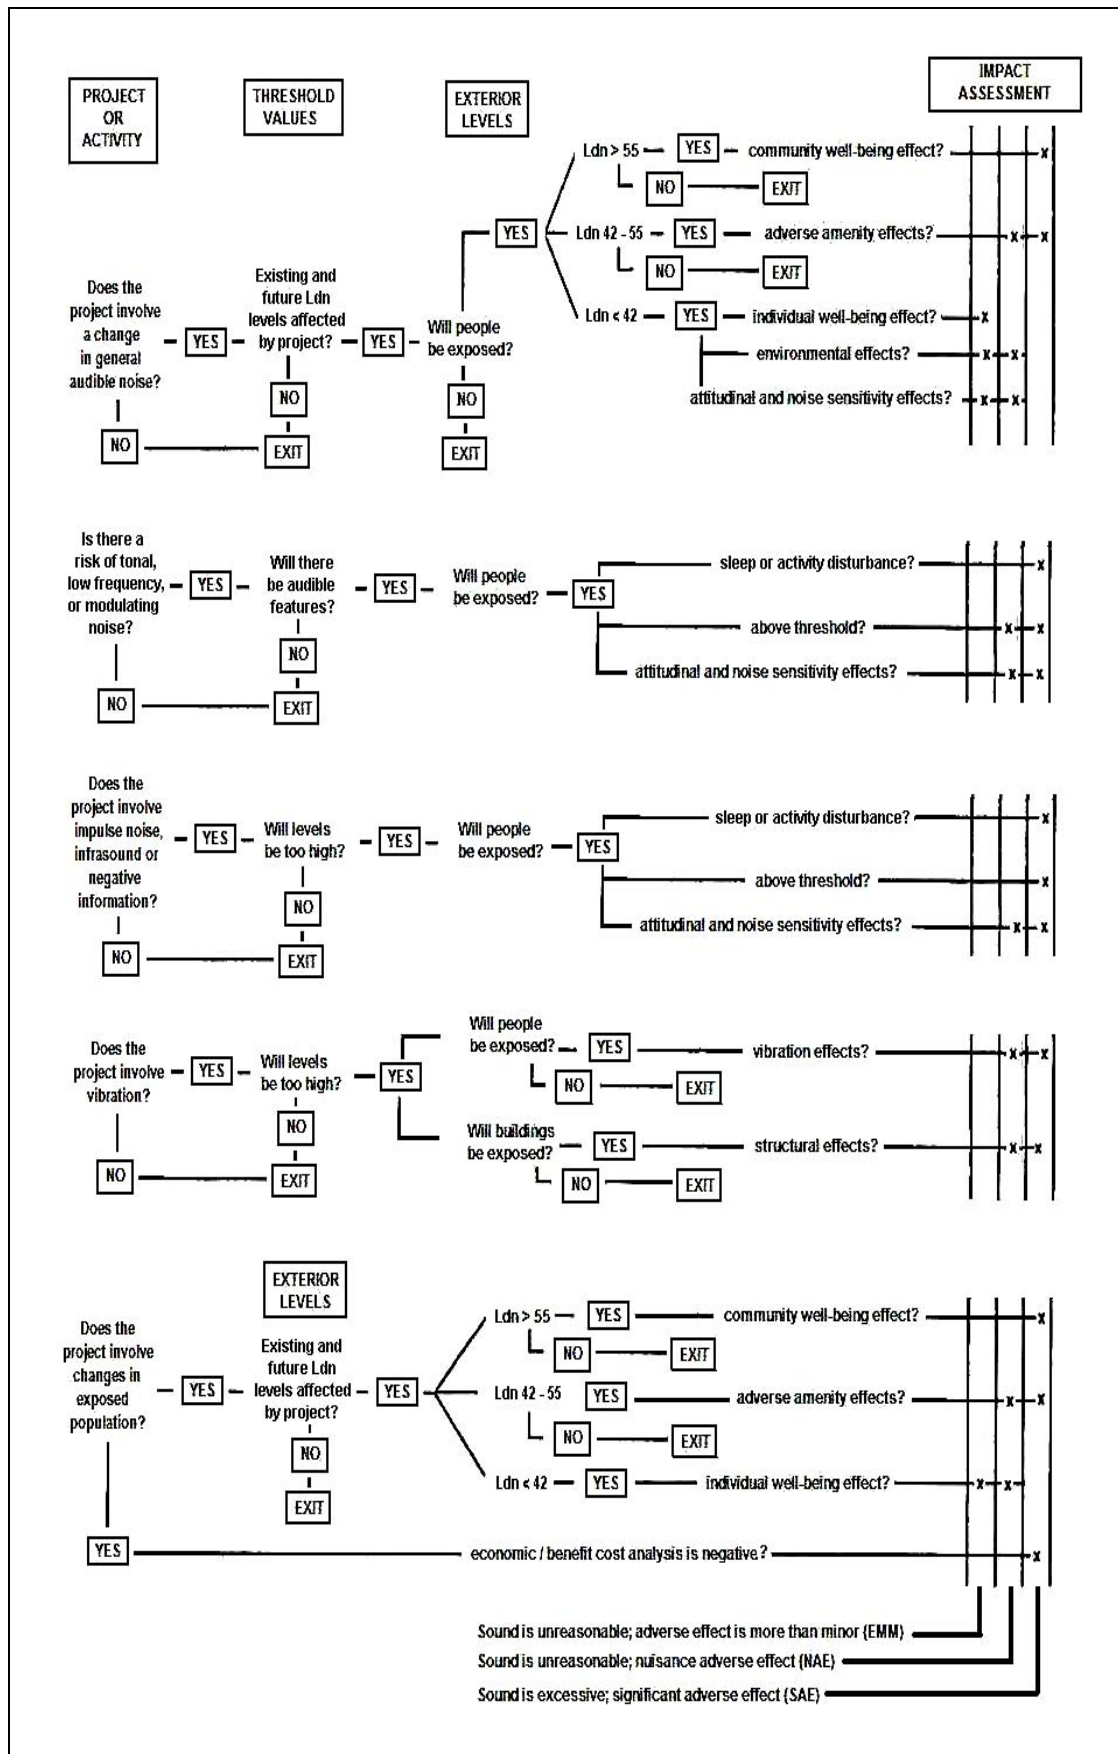 PROJECT
OR
ACTIVITY
THRESHOLD
VALUES
EXTERIOR
LEVELS
IMPACT
ASSESSMENT
Does the
project involve
a change
in general
audible noise?
YES
NO
Existing and
future Ldn
levels affected
by project?
YES
NO
EXIT
Will people
be exposed?
NO
EXIT
YES
Ldn > 55
YES
community well-being effect?
x
NO
EXIT
Ldn 42 - 55
YES
adverse amenity effects?
x x
NO
EXIT
Ldn < 42
YES
individual well-being effect?
x
environmental effects?
x x
attitudinal and noise sensitivity effects?
x x
Is there a
risk of tonal,
low frequency,
or modulating
noise?
YES
NO
Will there
be audible
features?
YES
NO
EXIT
Will people
be exposed?
YES
sleep or activity disturbance?
x
above threshold?
x x
attitudinal and noise sensitivity effects?
x x
Does the
project involve
impulse noise,
infrasound or
negative
information?
YES
NO
Will levels
be too high?
YES
NO
EXIT
Will people
be exposed?
YES
sleep or activity disturbance?
x
above threshold?
x
attitudinal and noise sensitivity effects?
x x
Does the
project involve
vibration?
YES
NO
Will levels
be too high?
YES
NO
EXIT
Will people
be exposed?
YES
vibration effects?
x x
NO
EXIT
Will buildings
be exposed?
YES
structural effects?
x x
NO
EXIT
EXTERIOR
LEVELS
Does the
project involve
changes in
exposed
population?
YES
Existing and
future Ldn
levels affected
by project?
YES
NO
EXIT
Ldn > 55
YES
community well-being effect?
x
NO
EXIT
Ldn 42 - 55
YES
adverse amenity effects?
x x
NO
EXIT
Ldn < 42
YES
individual well-being effect?
x x
YES
economic / benefit cost analysis is negative?
x
Sound is unreasonable; adverse effect is more than minor (EMM)
Sound is unreasonable; nuisance adverse effect (NAE)
Sound is excessive; significant adverse effect (SAE)